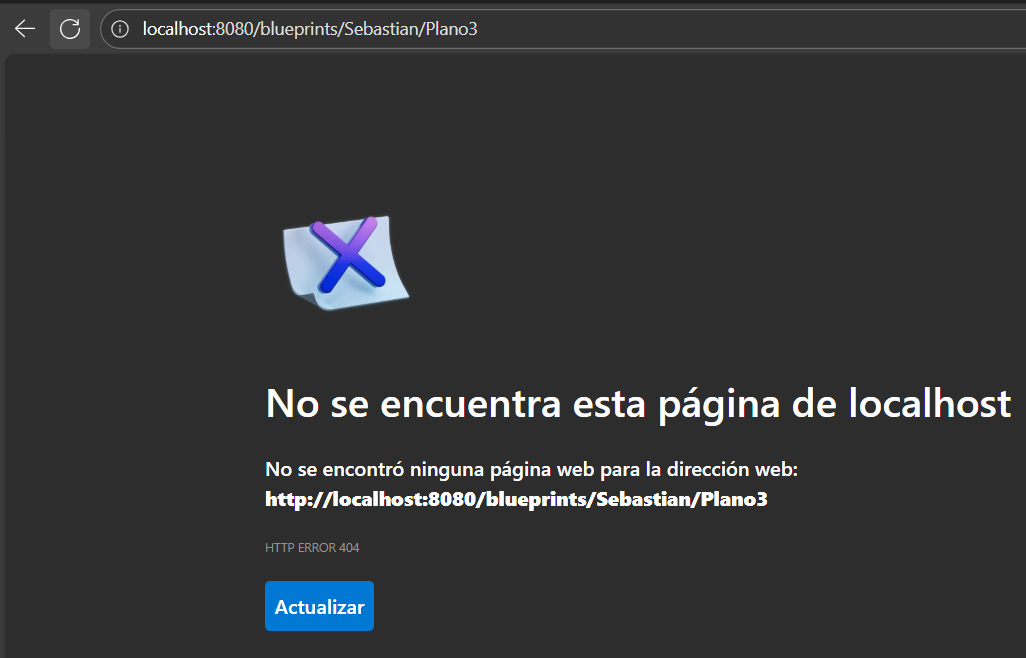 localhost:8080/blueprints/Sebastian/Plano3
No se encuentra esta página de localhost
No se encontró ninguna página web para la dirección web:
http://localhost:8080/blueprints/Sebastian/Plano3
HTTP ERROR 404
Actualizar